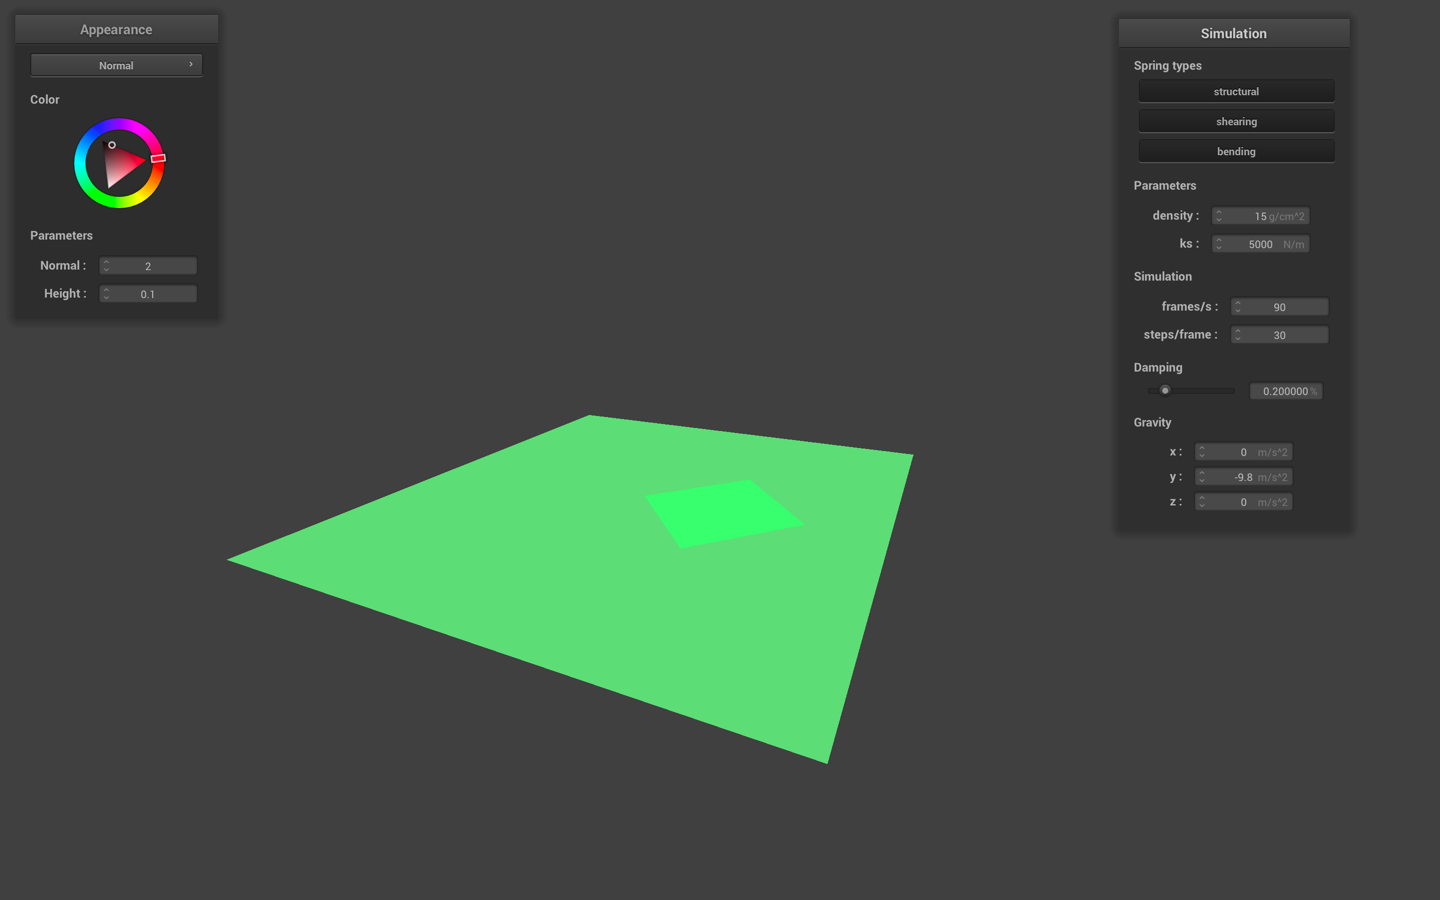 Appearance
Normal
Color
Parameters
Normal : 2
Height : 0.1
Simulation
Spring types
structural
shearing
bending
Parameters
density : 15 g/cm^2
ks : 5000 N/m
Simulation
frames/s : 90
steps/frame : 30
Damping
0.200000 %
Gravity
x : 0 m/s^2
y : -9.8 m/s^2
z : 0 m/s^2